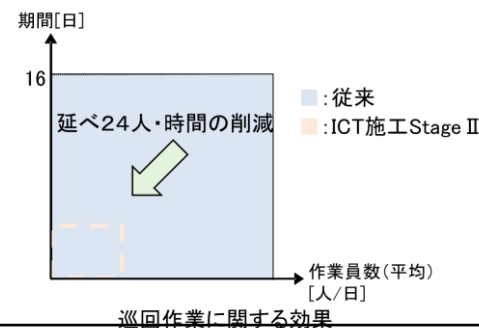 期間[日]
16
延べ24人・時間の削減
：従来
：ICT施工Stage Ⅱ
作業員数(平均)
[人/日]
巡回作業に関する効果